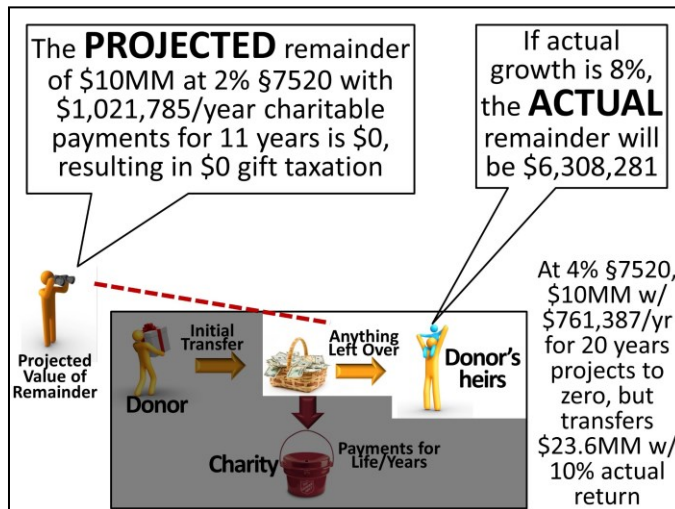 The PROJECTED remainder
of $10MM at 2% §7520 with
$1,021,785/year charitable
payments for 11 years is $0,
resulting in $0 gift taxation
If actual
growth is 8%,
the ACTUAL
remainder will
be $6,308,281
Projected
Value of
Remainder
Donor
Initial
Transfer
Anything
Left Over
Donor's
heirs
Charity
Payments for
Life/Years
At 4% §7520,
$10MM w/
$761,387/yr
for 20 years
projects to
zero, but
transfers
$23.6MM w/
10% actual
return